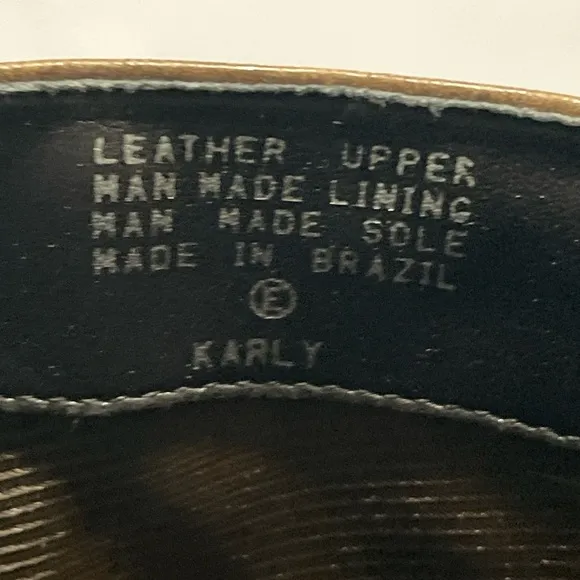 LEATHER UPPER
MAN MADE LINING
MAN MADE SOLE
MADE IN BRAZIL
E
KARLY